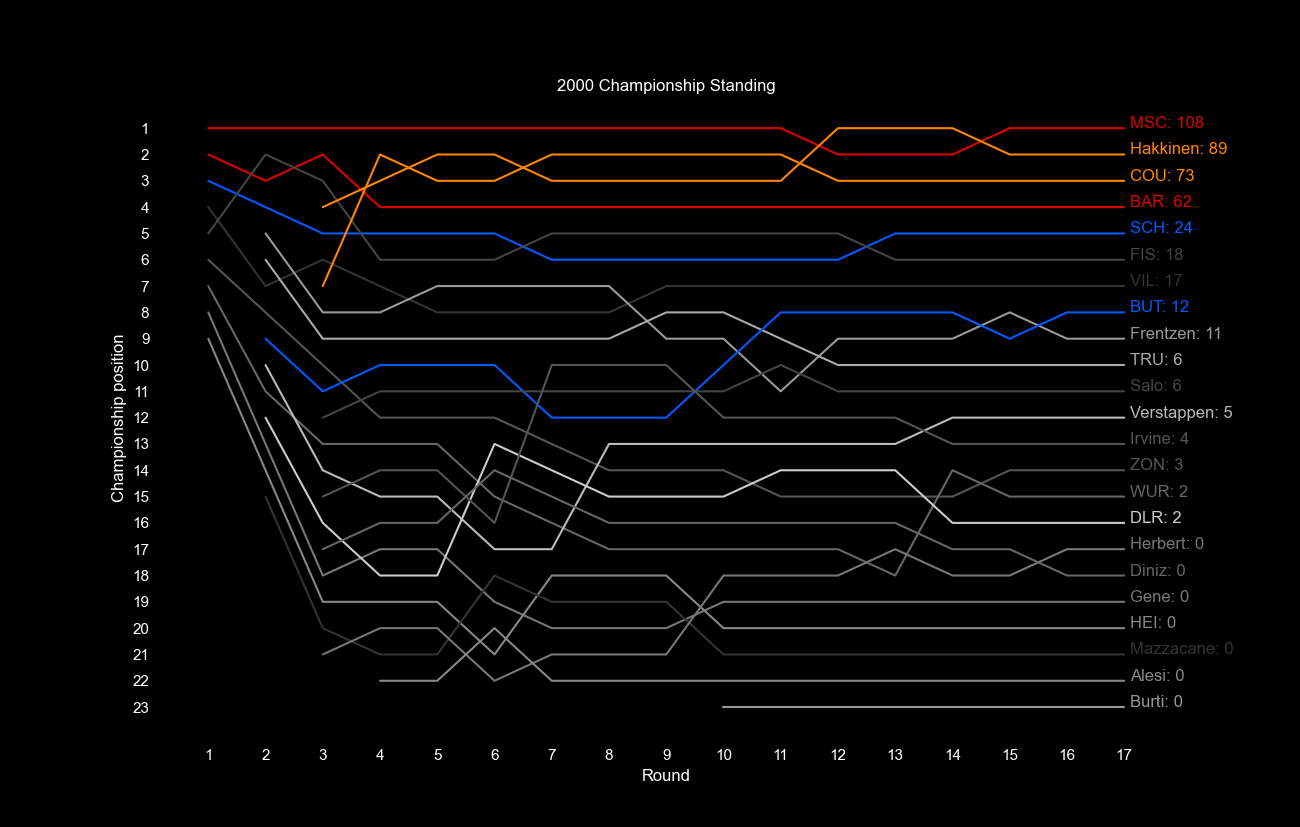 2000 Championship Standing
Championship position
1
2
3
4
5
6
7
8
9
10
11
12
13
14
15
16
17
18
19
20
21
22
23
MSC: 108
Hakkinen: 89
COU: 73
BAR: 62
SCH: 24
FIS: 18
VIL: 17
BUT: 12
Frentzen: 11
TRU: 6
Salo: 6
Verstappen: 5
Irvine: 4
ZON: 3
WUR: 2
DLR: 2
Herbert: 0
Diniz: 0
Gene: 0
HEI: 0
Mazzacane: 0
Alesi: 0
Burti: 0
1 2 3 4 5 6 7 8 9 10 11 12 13 14 15 16 17
Round